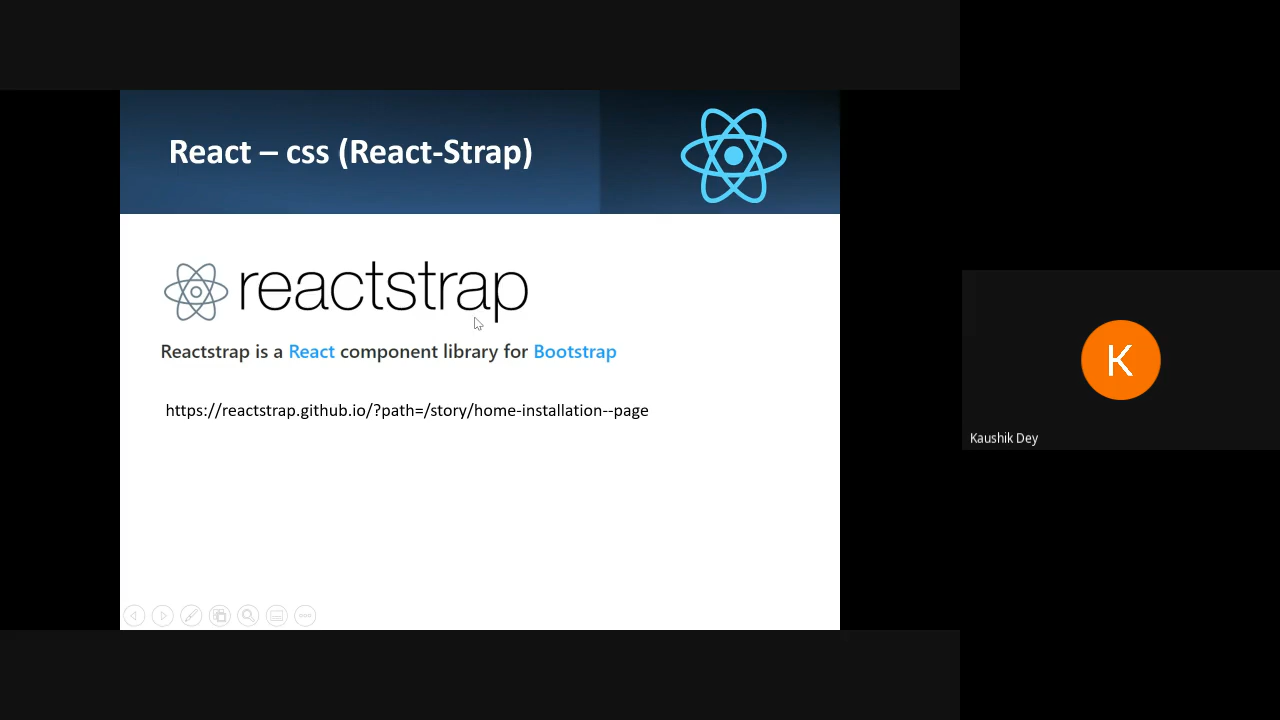 React – css (React-Strap)
reactstrap
Reactstrap is a React component library for Bootstrap
https://reactstrap.github.io/?path=/story/home-installation--page
K
Kaushik Dey